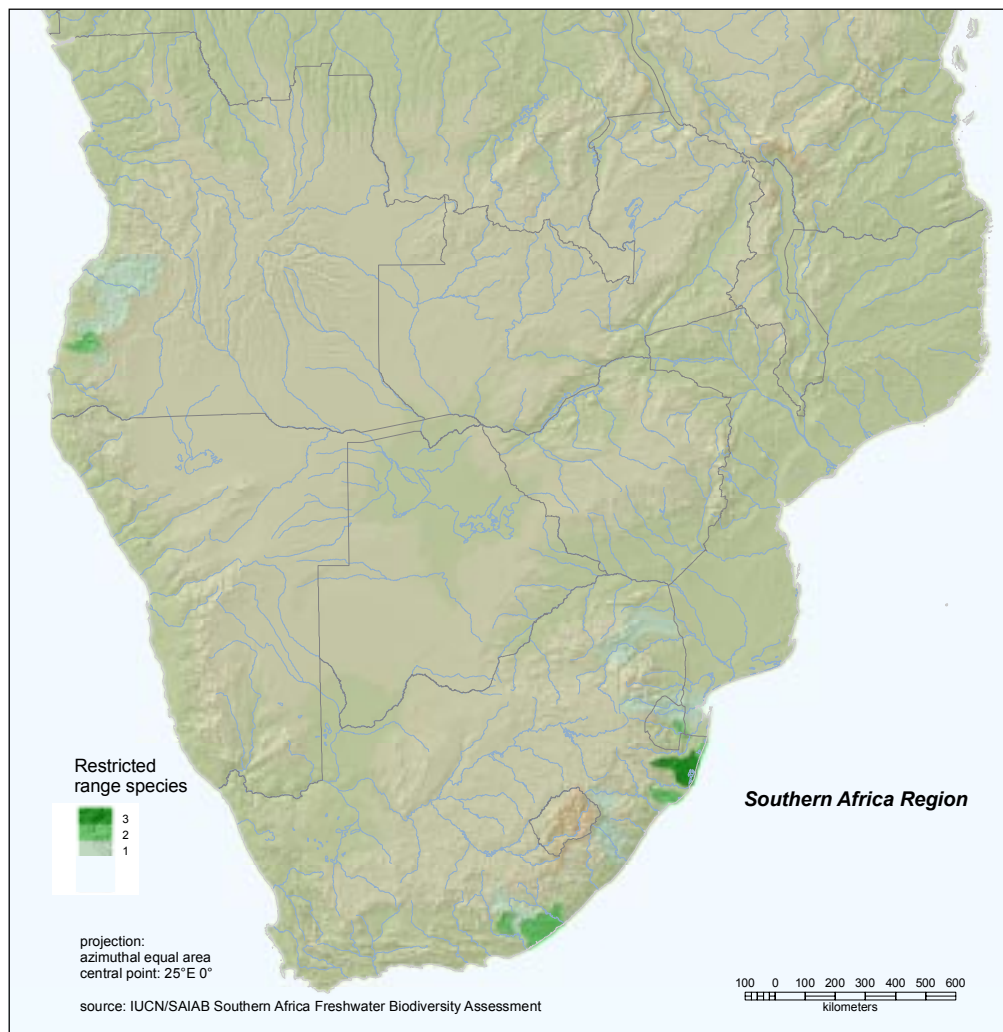 Restricted
range species
3
2
1
Southern Africa Region
projection:
azimuthal equal area
central point: 25°E 0°
source: IUCN/SAIAB Southern Africa Freshwater Biodiversity Assessment
100 0 100 200 300 400 500 600
kilometers